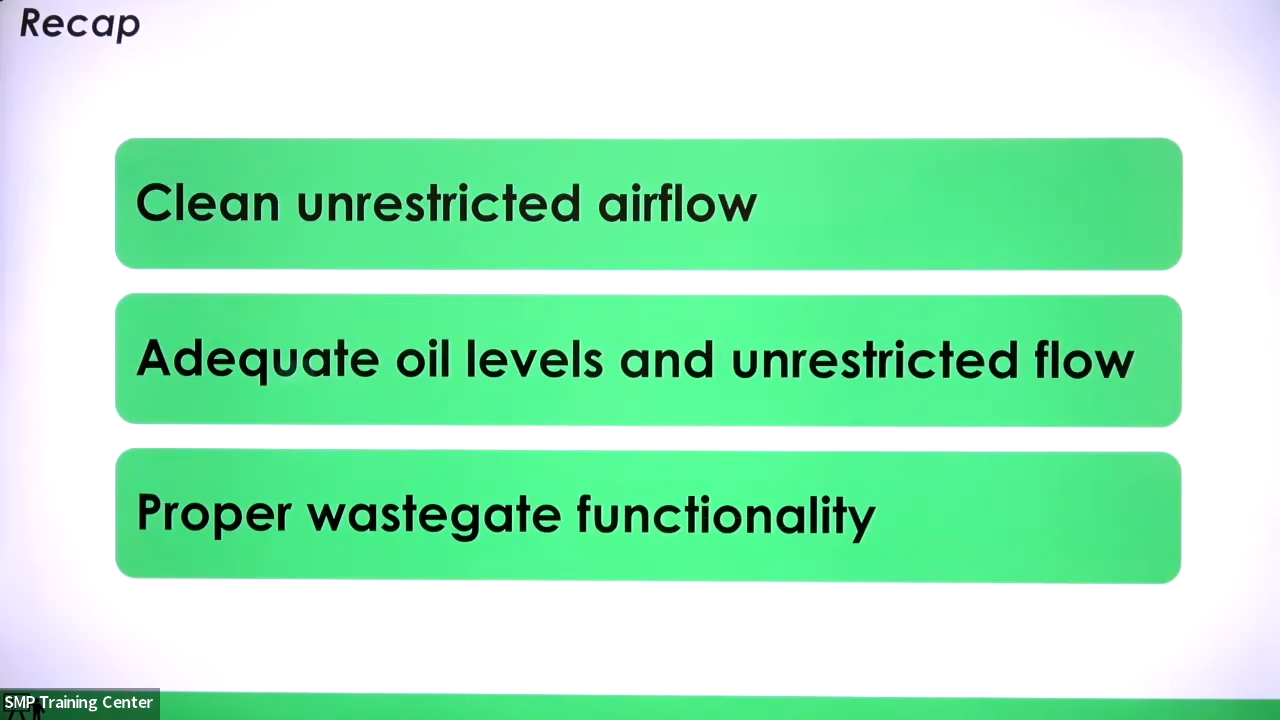 Recap
Clean unrestricted airflow
Adequate oil levels and unrestricted flow
Proper wastegate functionality
SMP Training Center